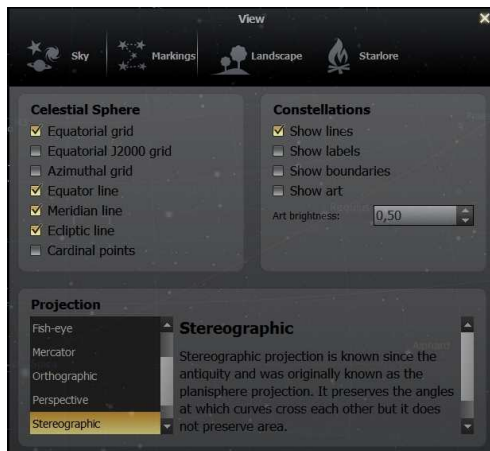 View
Sky
Markings
Landscape
Starlore
Celestial Sphere
Equatorial grid
Equatorial J2000 grid
Azimuthal grid
Equator line
Meridian line
Ecliptic line
Cardinal points
Constellations
Show lines
Show labels
Show boundaries
Show art
Art brightness: 0,50
Projection
Fish-eye
Mercator
Orthographic
Perspective
Stereographic
Stereographic
Stereographic projection is known since the
antiquity and was originally known as the
planisphere projection. It preserves the angles
at which curves cross each other but it does
not preserve area.